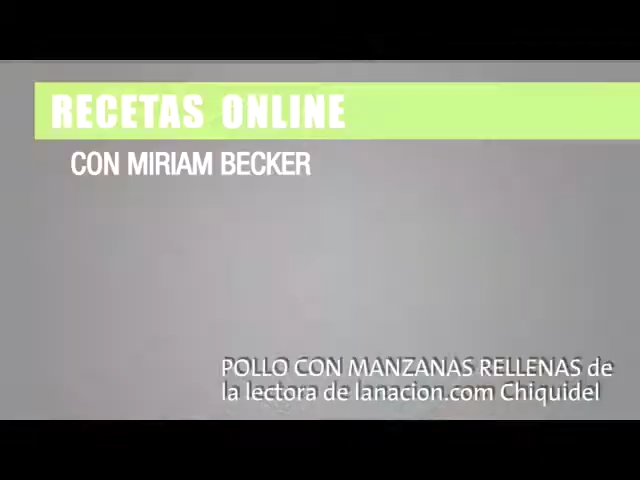 RECETAS ONLINE
CON MIRIAM BECKER
POLLO CON MANZANAS RELLENAS de
la lectora de lanacion.com Chiquidel